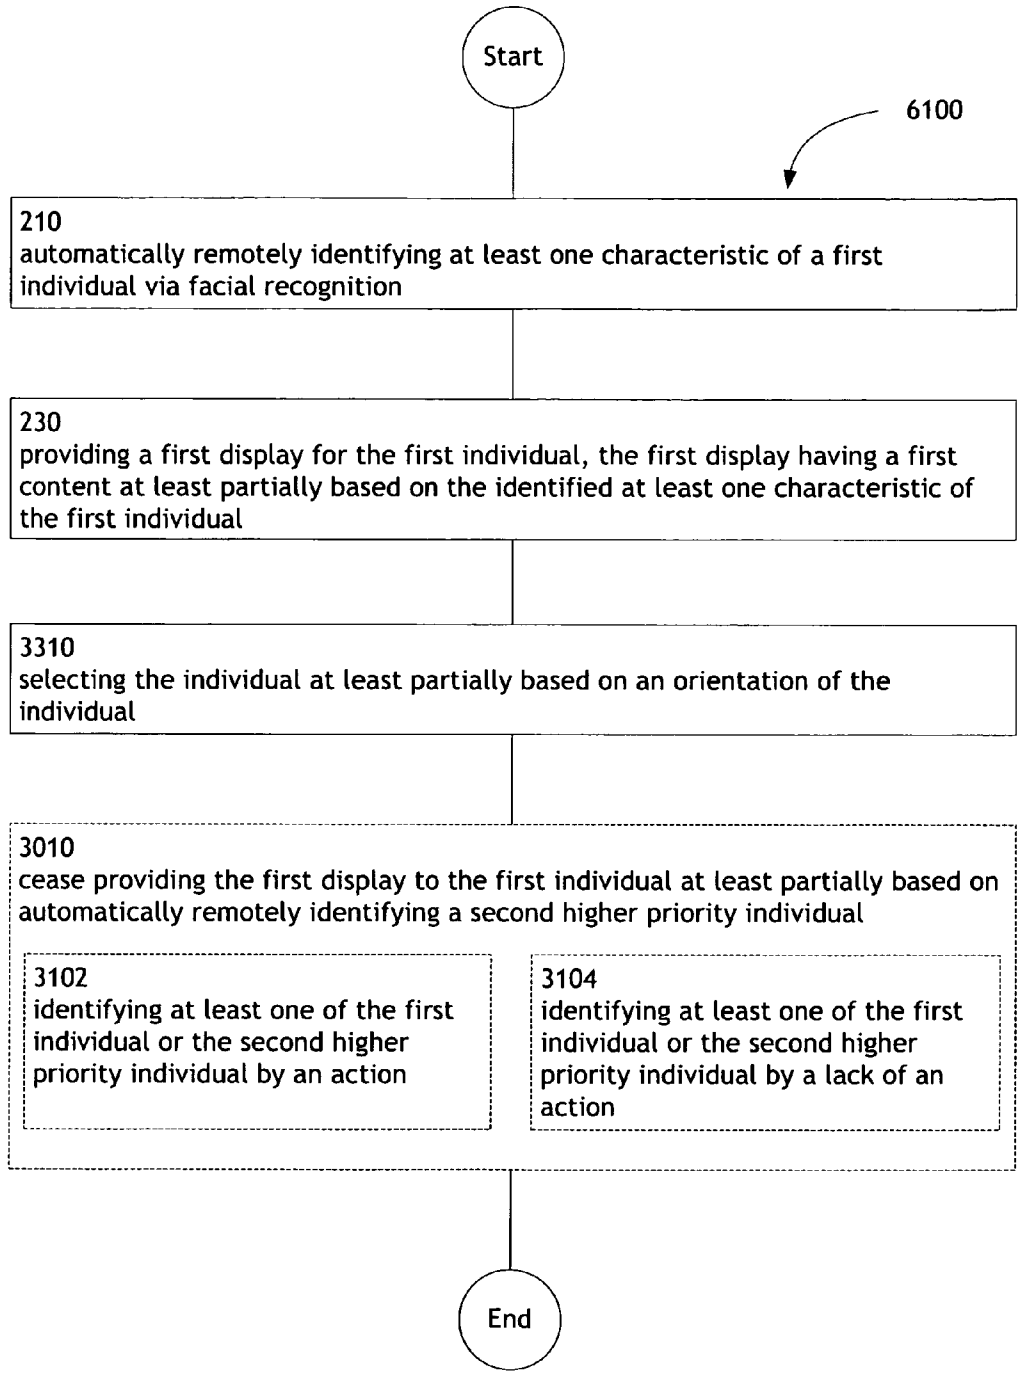 Start
6100
210
automatically remotely identifying at least one characteristic of a first
individual via facial recognition
230
providing a first display for the first individual, the first display having a first
content at least partially based on the identified at least one characteristic of
the first individual
3310
selecting the individual at least partially based on an orientation of the
individual
3010
cease providing the first display to the first individual at least partially based on
automatically remotely identifying a second higher priority individual
3102
identifying at least one of the first
individual or the second higher
priority individual by an action
3104
identifying at least one of the first
individual or the second higher
priority individual by a lack of an
action
End